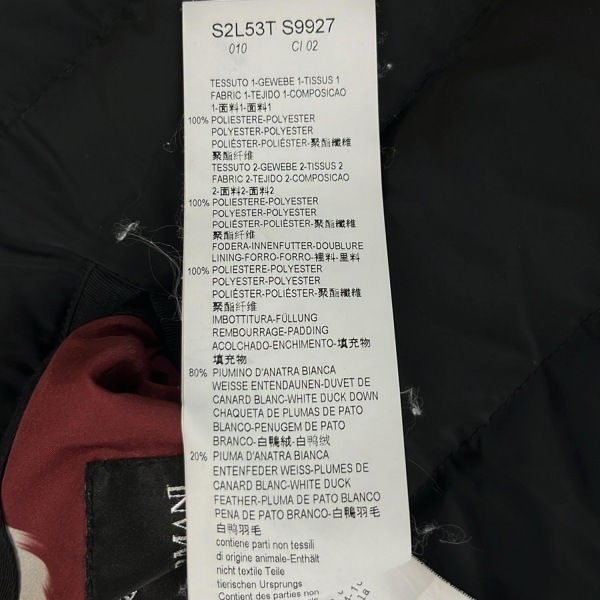 S2L53T S9927
010 CI 02
TESSUTO 1-GEWEBE 1-TISSUS 1
FABRIC 1-TEJIDO 1-COMPOSICAO
1-面料1-面料1
100% POLIESTERE-POLYESTER
POLYESTER-POLYESTER
POLIÉSTER-POLIÉSTER-聚酯纖維
聚酯纤维
TESSUTO 2-GEWEBE 2-TISSUS 2
FABRIC 2-TEJIDO 2-COMPOSICAO
2-面料2-面料2
100% POLIESTERE-POLYESTER
POLYESTER-POLYESTER
POLIÉSTER-POLIÉSTER-聚酯纖維
聚酯纤维
FODERA-INNENFUTTER-DOUBLURE
LINING-FORRO-FORRO-裡料-里料
100% POLIESTERE-POLYESTER
POLYESTER-POLYESTER
POLIÉSTER-POLIÉSTER-聚酯纖維
聚酯纤维
IMBOTTITURA-FÜLLUNG
REMBOURRAGE-PADDING
ACOLCHADO-ENCHIMENTO-填充物
填充物
80% PIUMINO D'ANATRA BIANCA
WEISSE ENTENDAUNEN-DUVET DE
CANARD BLANC-WHITE DUCK DOWN
CHAQUETA DE PLUMAS DE PATO
BLANCO-PENUGEM DE PATO
BRANCO-白鴨絨-白鸭绒
20% PIUMA D'ANATRA BIANCA
ENTENFEDER WEISS-PLUMES DE
CANARD BLANC-WHITE DUCK
FEATHER-PLUMA DE PATO BLANCO
PENA DE PATO BRANCO-白鴨羽毛
白鸭羽毛
contiene parti non tessili
di origine animale-Enthält
nicht textile Teile
tierischen Ursprungs
Contient des parties non